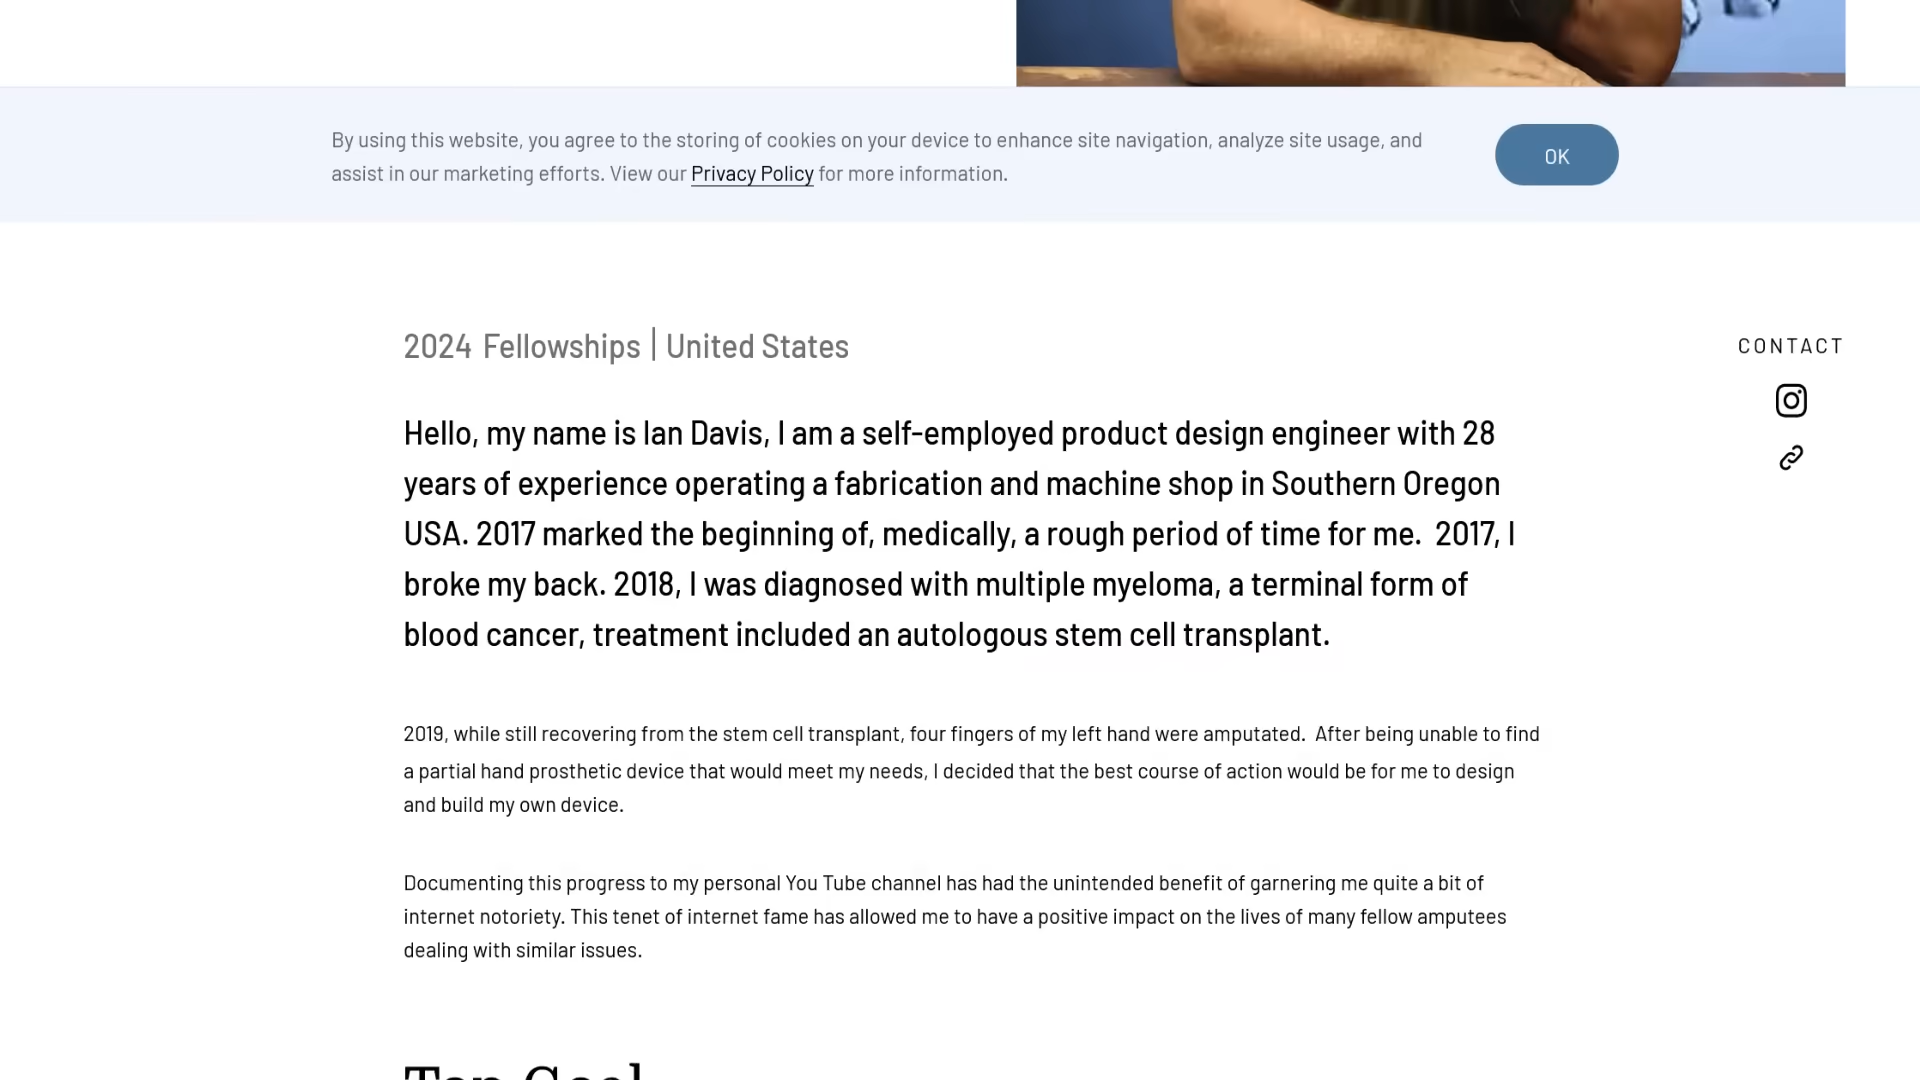 By using this website, you agree to the storing of cookies on your device to enhance site navigation, analyze site usage, and
assist in our marketing efforts. View our Privacy Policy for more information.
OK
2024 Fellowships | United States
CONTACT
Hello, my name is Ian Davis, I am a self-employed product design engineer with 28
years of experience operating a fabrication and machine shop in Southern Oregon
USA. 2017 marked the beginning of, medically, a rough period of time for me.  2017, I
broke my back. 2018, I was diagnosed with multiple myeloma, a terminal form of
blood cancer, treatment included an autologous stem cell transplant.
2019, while still recovering from the stem cell transplant, four fingers of my left hand were amputated.  After being unable to find
a partial hand prosthetic device that would meet my needs, I decided that the best course of action would be for me to design
and build my own device.
Documenting this progress to my personal You Tube channel has had the unintended benefit of garnering me quite a bit of
internet notoriety. This tenet of internet fame has allowed me to have a positive impact on the lives of many fellow amputees
dealing with similar issues.
Top Goal